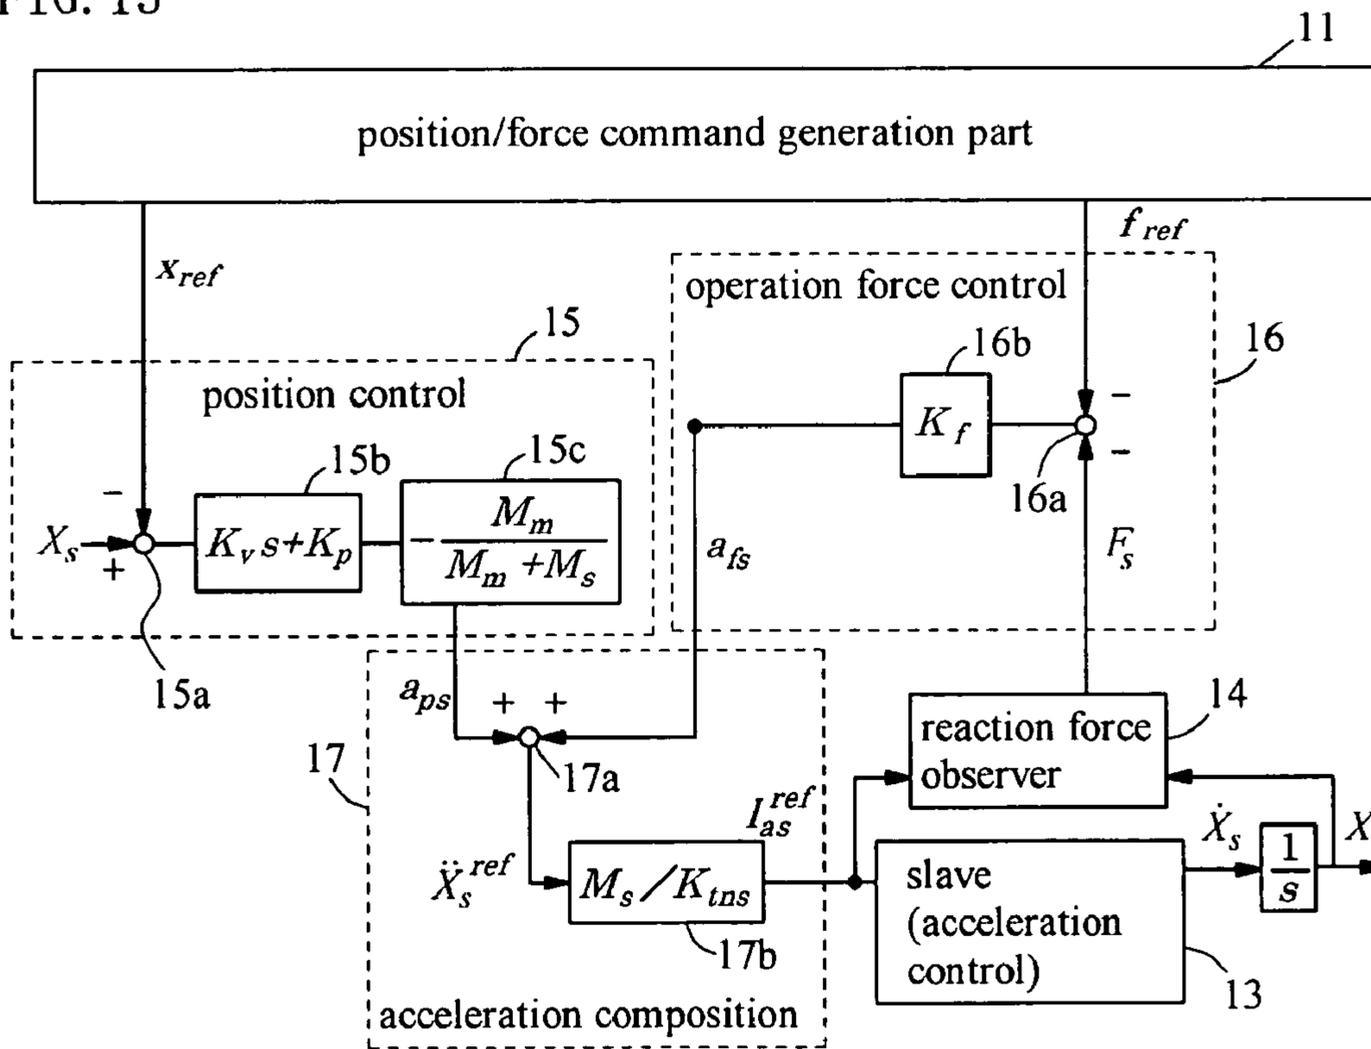 FIG. 15
11
position/force command generation part
x_ref
f_ref
operation force control
15
16b
16
position control
K_f
15b
15c
16a
X_s
K_v s+K_p
- M_m / M_m +M_s
a_fs
F_s
15a
a_ps
14
reaction force
observer
17
17a
I_as^ref
Ẋ_s
X
Ẍ_s^ref
M_s /K_tns
slave
(acceleration
control)
1/s
17b
13
acceleration composition